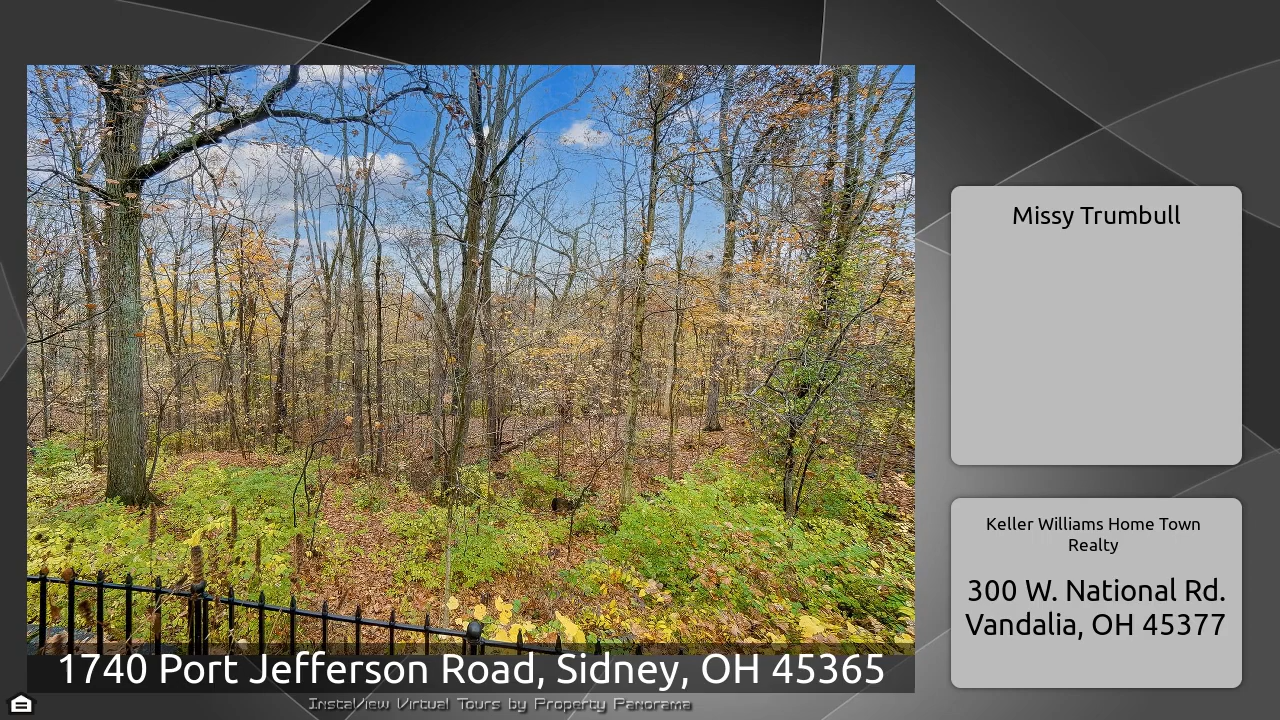 Missy Trumbull
Keller Williams Home Town
Realty
300 W. National Rd.
Vandalia, OH 45377
1740 Port Jefferson Road, Sidney, OH 45365
InstaView Virtual Tours by Property Panorama